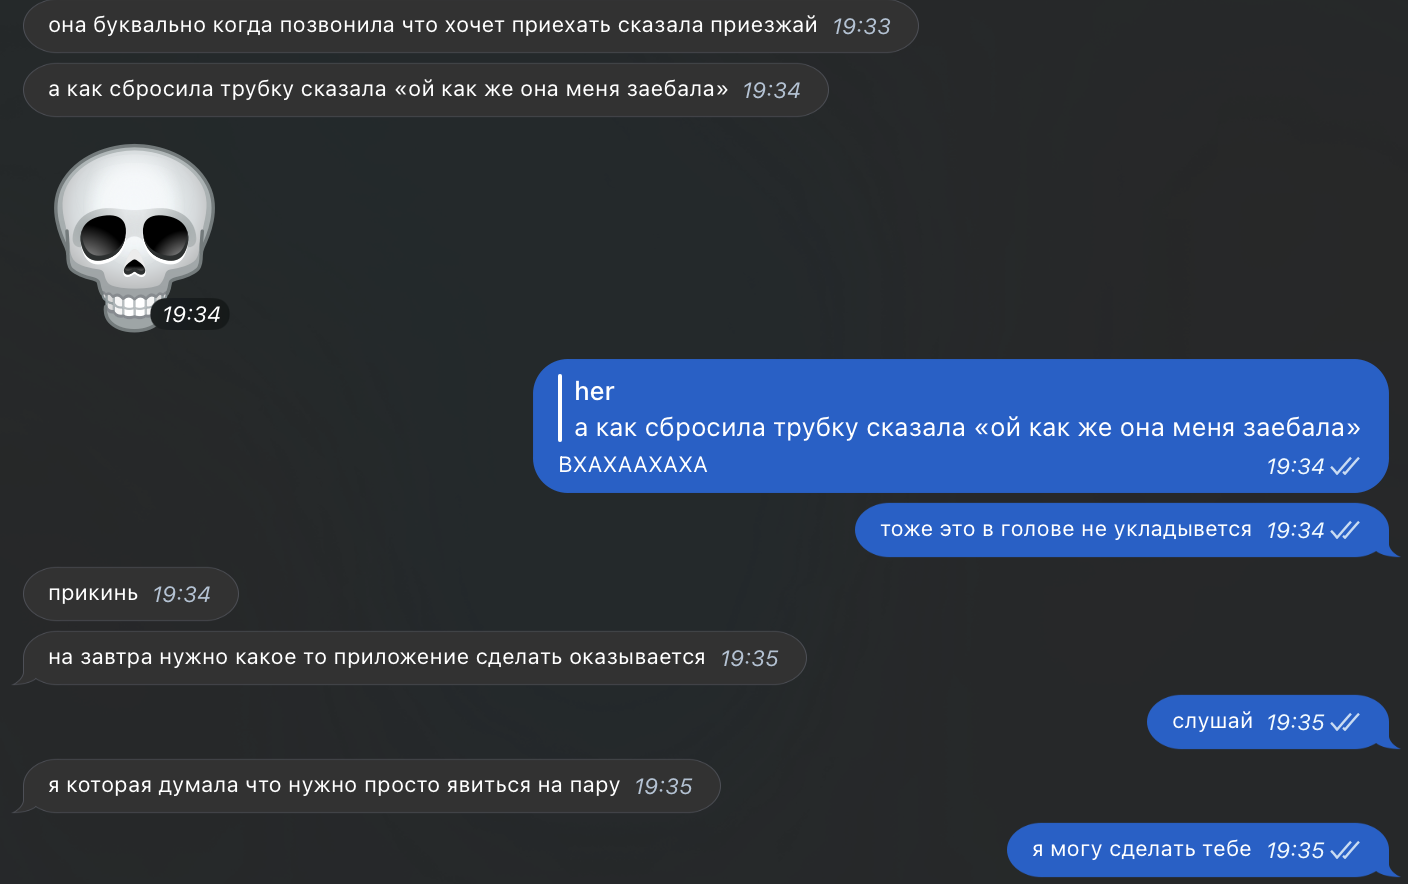 она буквально когда позвонила что хочет приехать сказала приезжай 19:33
а как сбросила трубку сказала «ой как же она меня заебала» 19:34
19:34
her
а как сбросила трубку сказала «ой как же она меня заебала»
ВХАХААХАХА 19:34
тоже это в голове не укладывется 19:34
прикинь 19:34
на завтра нужно какое то приложение сделать оказывается 19:35
слушай 19:35
я которая думала что нужно просто явиться на пару 19:35
я могу сделать тебе 19:35